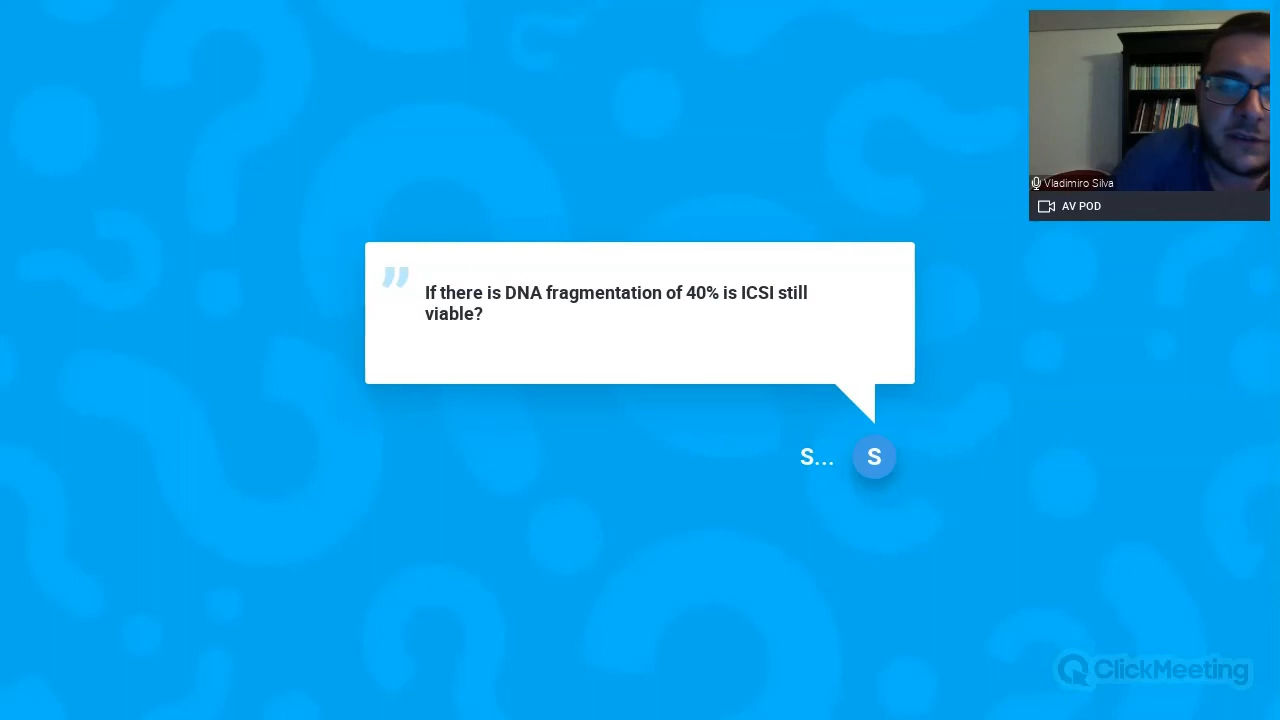 Vladimiro Silva
AV POD
” If there is DNA fragmentation of 40% is ICSI still
viable?
S... S
ClickMeeting